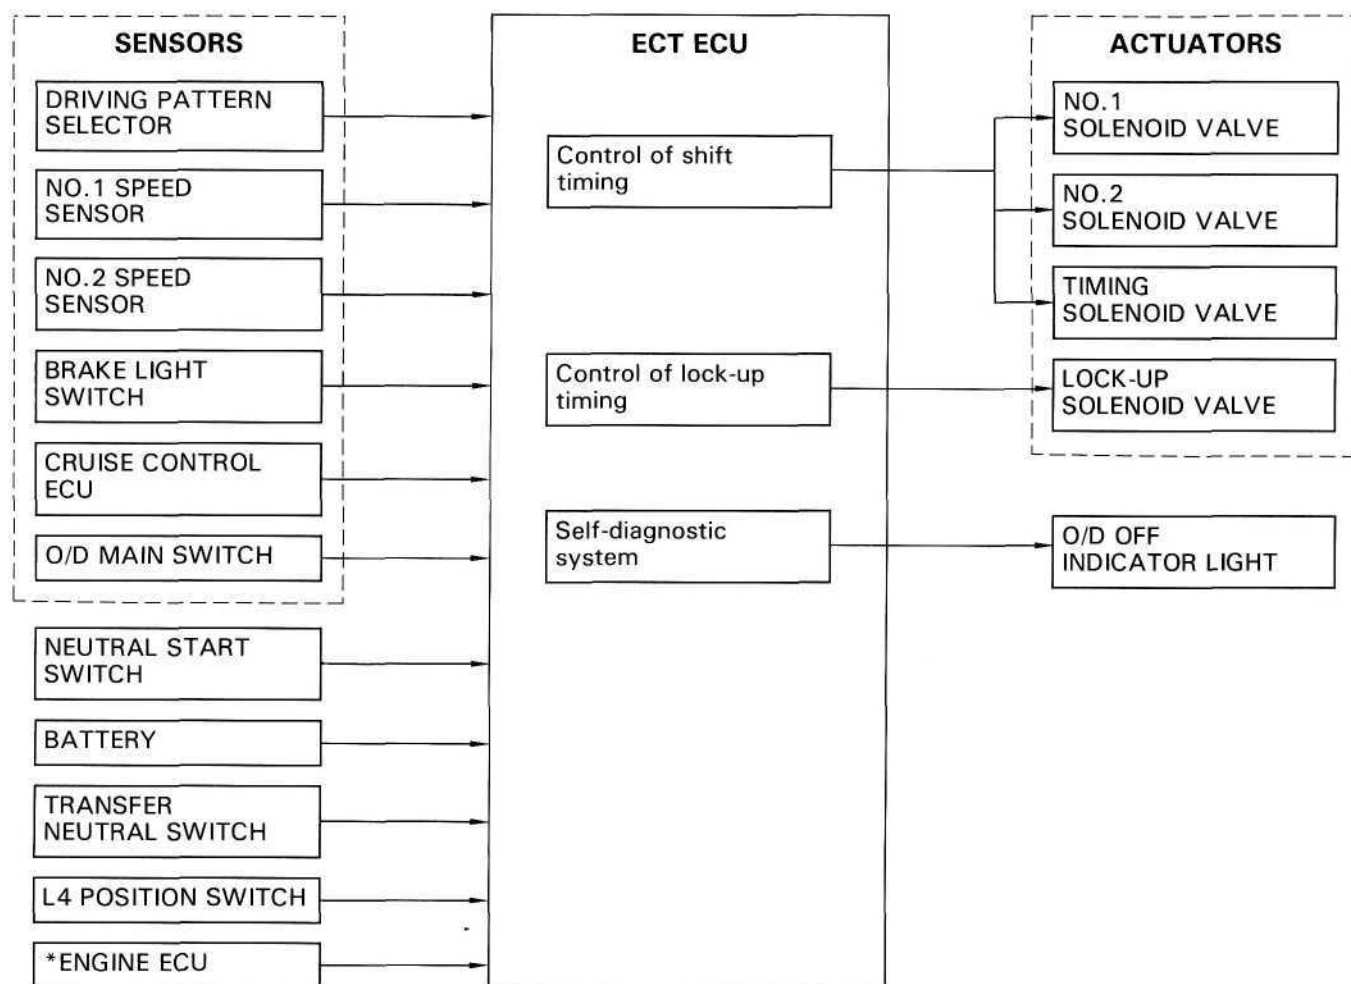 SENSORS
DRIVING PATTERN
SELECTOR
NO.1 SPEED
SENSOR
NO.2 SPEED
SENSOR
BRAKE LIGHT
SWITCH
CRUISE CONTROL
ECU
O/D MAIN SWITCH
NEUTRAL START
SWITCH
BATTERY
TRANSFER
NEUTRAL SWITCH
L4 POSITION SWITCH
*ENGINE ECU
ECT ECU
Control of shift
timing
Control of lock-up
timing
Self-diagnostic
system
ACTUATORS
NO.1
SOLENOID VALVE
NO.2
SOLENOID VALVE
TIMING
SOLENOID VALVE
LOCK-UP
SOLENOID VALVE
O/D OFF
INDICATOR LIGHT